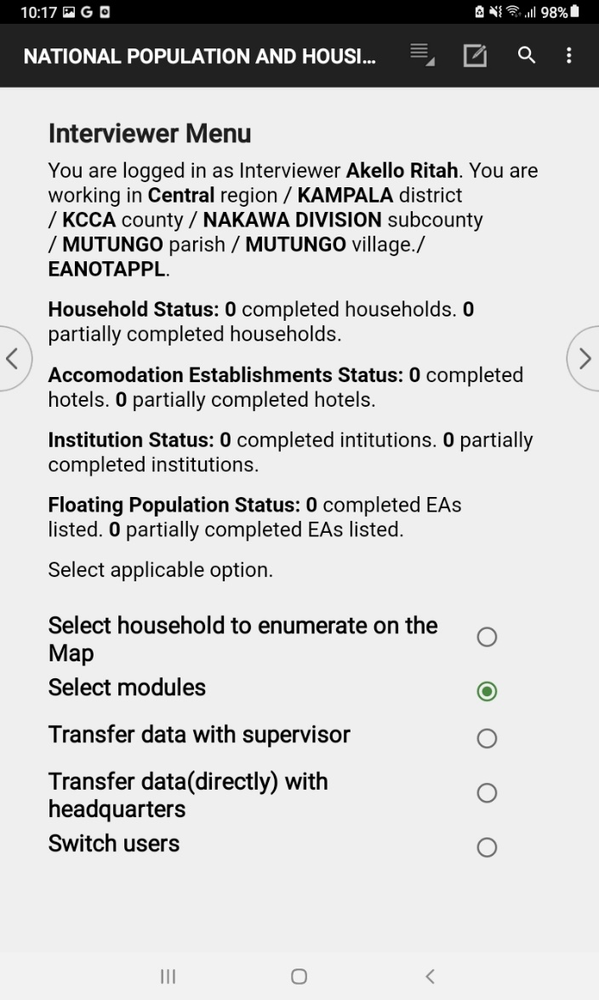 10:17 G 98%
NATIONAL POPULATION AND HOUSI...
Interviewer Menu
You are logged in as Interviewer Akello Ritah. You are
working in Central region / KAMPALA district
/ KCCA county / NAKAWA DIVISION subcounty
/ MUTUNGO parish / MUTUNGO village./
EANOTAPPL.
Household Status: 0 completed households. 0
partially completed households.
Accomodation Establishments Status: 0 completed
hotels. 0 partially completed hotels.
Institution Status: 0 completed intitutions. 0 partially
completed institutions.
Floating Population Status: 0 completed EAs
listed. 0 partially completed EAs listed.
Select applicable option.
Select household to enumerate on the
Map
Select modules
Transfer data with supervisor
Transfer data(directly) with
headquarters
Switch users